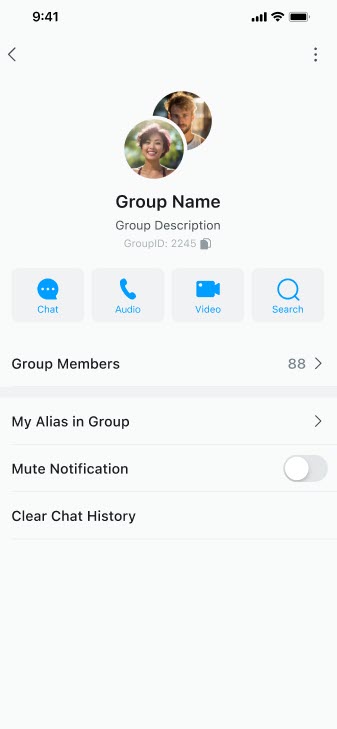 9:41
Group Name
Group Description
GroupID: 2245
Chat Audio Video Search
Group Members 88
My Alias in Group
Mute Notification
Clear Chat History